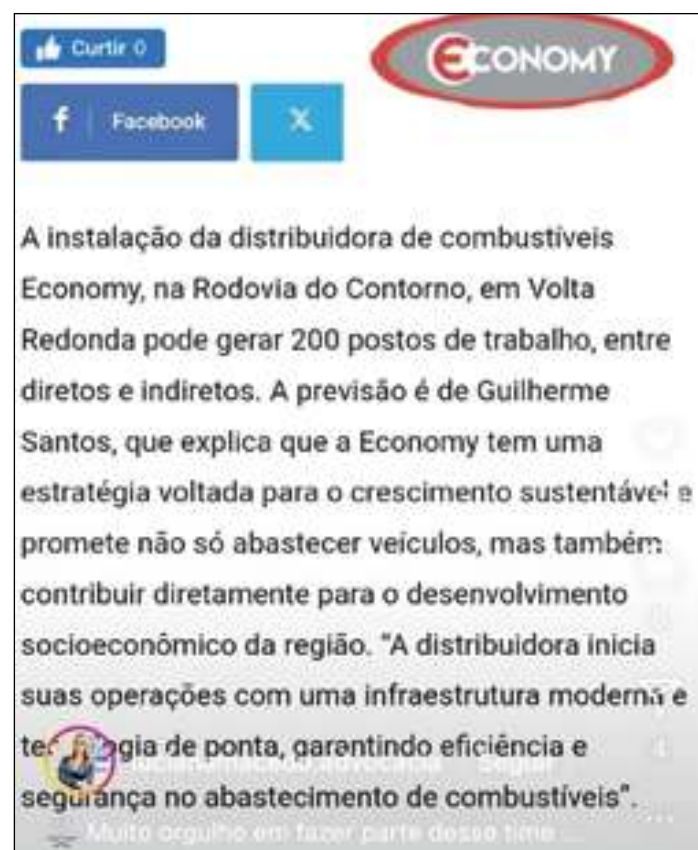 Curtir 0
ECONOMY
f Facebook
X
A instalação da distribuidora de combustíveis
Economy, na Rodovia do Contorno, em Volta
Redonda pode gerar 200 postos de trabalho, entre
diretos e indiretos. A previsão é de Guilherme
Santos, que explica que a Economy tem uma
estratégia voltada para o crescimento sustentável e
promete não só abastecer veículos, mas também
contribuir diretamente para o desenvolvimento
socioeconômico da região. "A distribuidora inicia
suas operações com uma infraestrutura moderna e
tecnologia de ponta, garantindo eficiência e
segurança no abastecimento de combustíveis".
Muito orgulho em fazer parte desse time ...